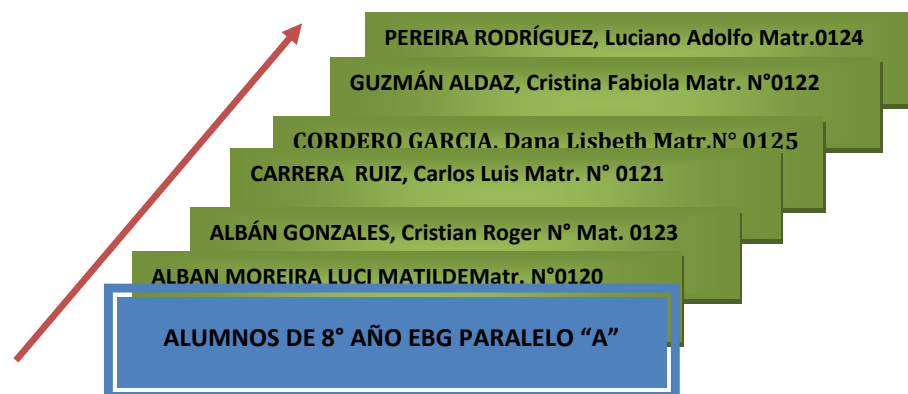 PEREIRA RODRÍGUEZ, Luciano Adolfo Matr.0124
GUZMÁN ALDAZ, Cristina Fabiola Matr. N°0122
CORDERO GARCIA, Dana Lisbeth Matr.N° 0125
CARRERA  RUIZ, Carlos Luis Matr. N° 0121
ALBÁN GONZALES, Cristian Roger N° Mat. 0123
ALBAN MOREIRA LUCI MATILDEMatr. N°0120
ALUMNOS DE 8° AÑO EBG PARALELO “A”